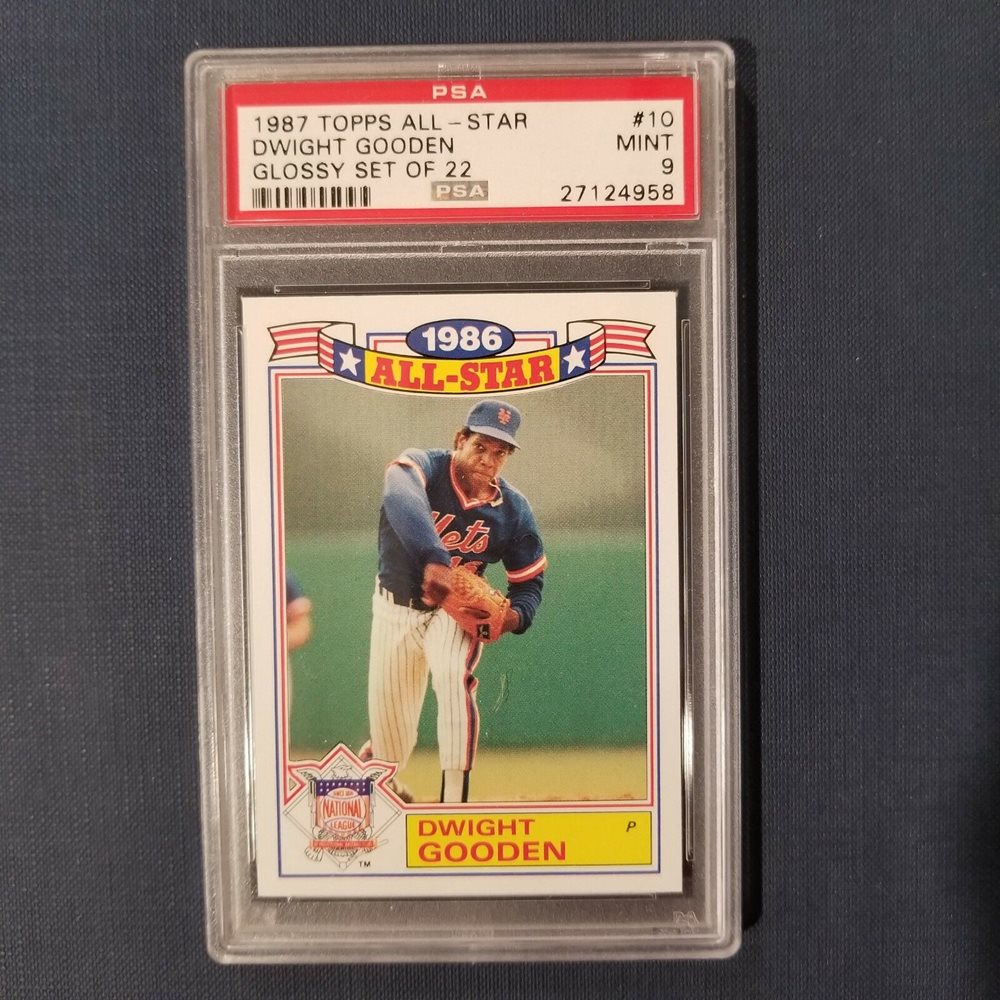 PSA
1987 TOPPS ALL-STAR #10
DWIGHT GOODEN MINT
GLOSSY SET OF 22 9
PSA 27124958
1986
ALL-STAR
Mets
NATIONAL
LEAGUE
TM
P
DWIGHT
GOODEN